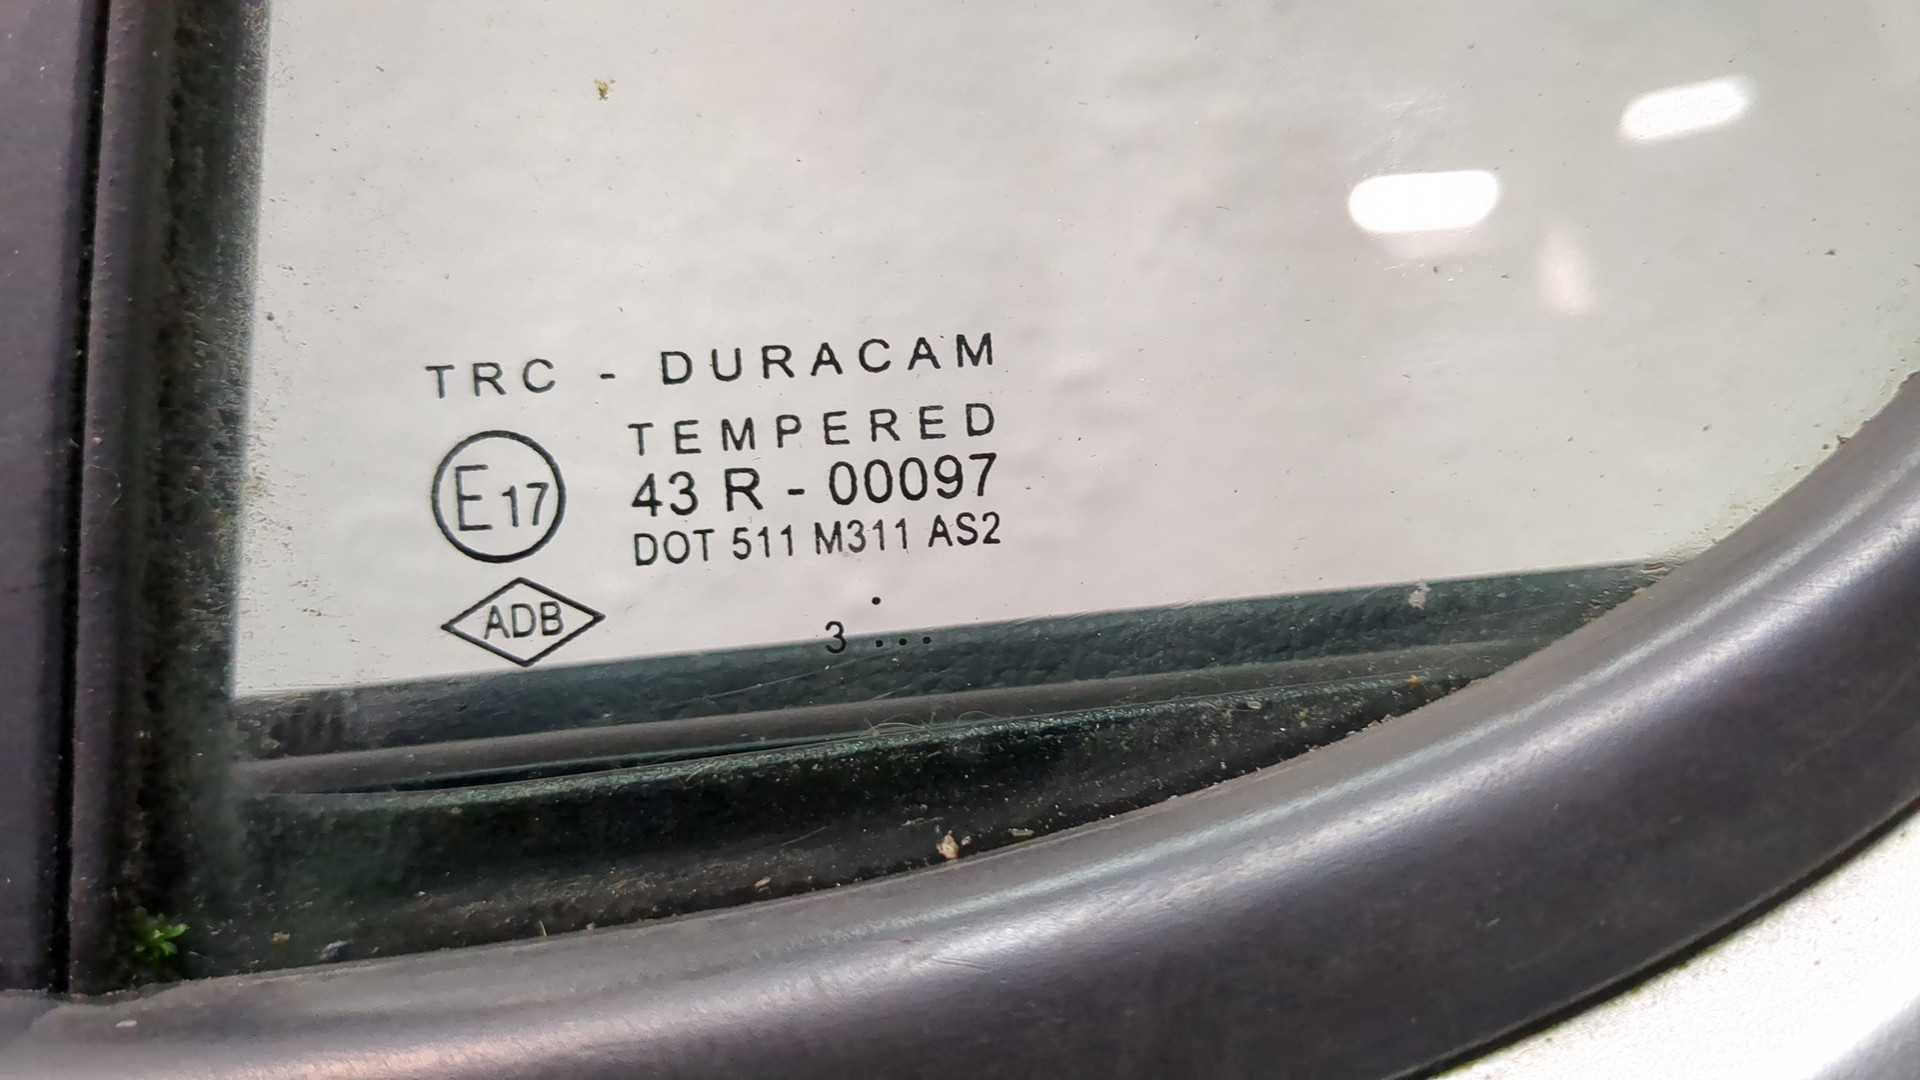 TRC - DURACAM
TEMPERED
E17
43 R - 00097
DOT 511 M311 AS2
ADB
.
3 ...